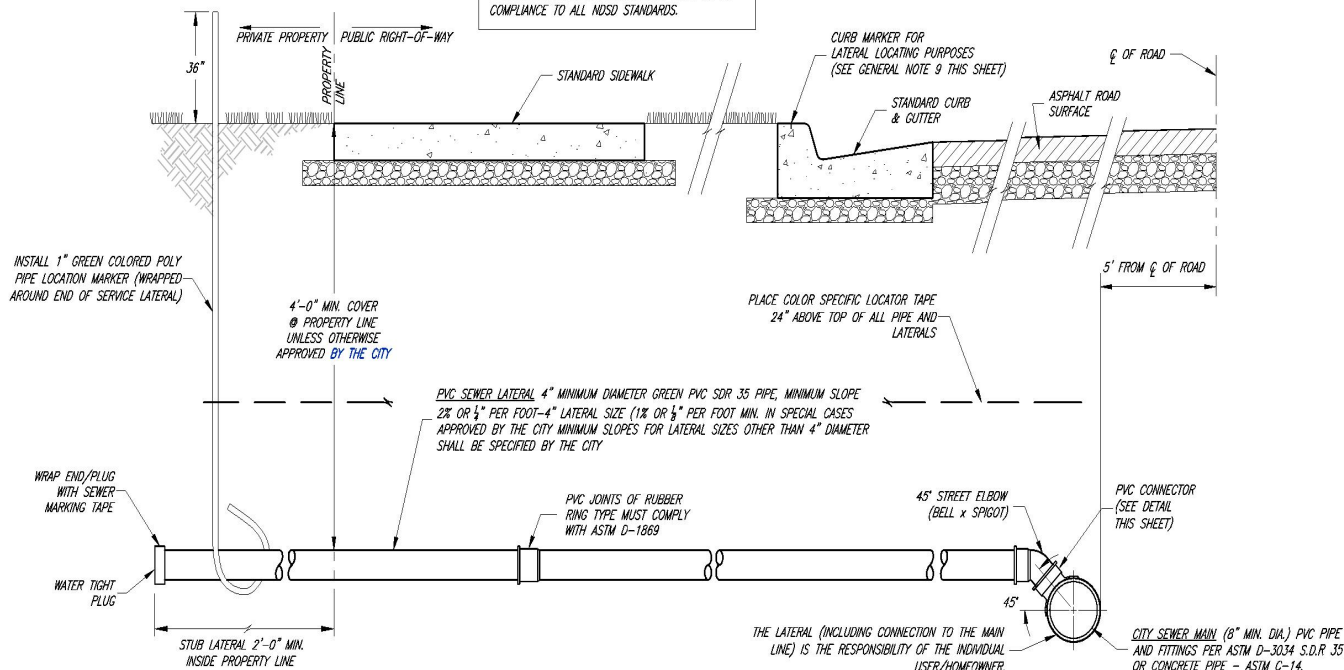 COMPLIANCE TO ALL NDSD STANDARDS.
36"
PRIVATE PROPERTY
PUBLIC RIGHT-OF-WAY
PROPERTY
LINE
STANDARD SIDEWALK
CURB MARKER FOR
LATERAL LOCATING PURPOSES
(SEE GENERAL NOTE 9 THIS SHEET)
STANDARD CURB
& GUTTER
ASPHALT ROAD
SURFACE
℄ OF ROAD
5' FROM ℄ OF ROAD
INSTALL 1" GREEN COLORED POLY
PIPE LOCATION MARKER (WRAPPED
AROUND END OF SERVICE LATERAL)
4'-0" MIN. COVER
@ PROPERTY LINE
UNLESS OTHERWISE
APPROVED BY THE CITY
PLACE COLOR SPECIFIC LOCATOR TAPE
24" ABOVE TOP OF ALL PIPE AND
LATERALS
PVC SEWER LATERAL 4" MINIMUM DIAMETER GREEN PVC SDR 35 PIPE, MINIMUM SLOPE
2% OR 1/4" PER FOOT-4" LATERAL SIZE (1% OR 1/8" PER FOOT MIN. IN SPECIAL CASES
APPROVED BY THE CITY MINIMUM SLOPES FOR LATERAL SIZES OTHER THAN 4" DIAMETER
SHALL BE SPECIFIED BY THE CITY
WRAP END/PLUG
WITH SEWER
MARKING TAPE
WATER TIGHT
PLUG
PVC JOINTS OF RUBBER
RING TYPE MUST COMPLY
WITH ASTM D-1869
45° STREET ELBOW
(BELL x SPIGOT)
PVC CONNECTOR
(SEE DETAIL
THIS SHEET)
45°
STUB LATERAL 2'-0" MIN.
INSIDE PROPERTY LINE
THE LATERAL (INCLUDING CONNECTION TO THE MAIN
LINE) IS THE RESPONSIBILITY OF THE INDIVIDUAL
USER/HOMEOWNER
CITY SEWER MAIN (8" MIN. DIA.) PVC PIPE
AND FITTINGS PER ASTM D-3034 S.D.R 35
OR CONCRETE PIPE - ASTM C-14.